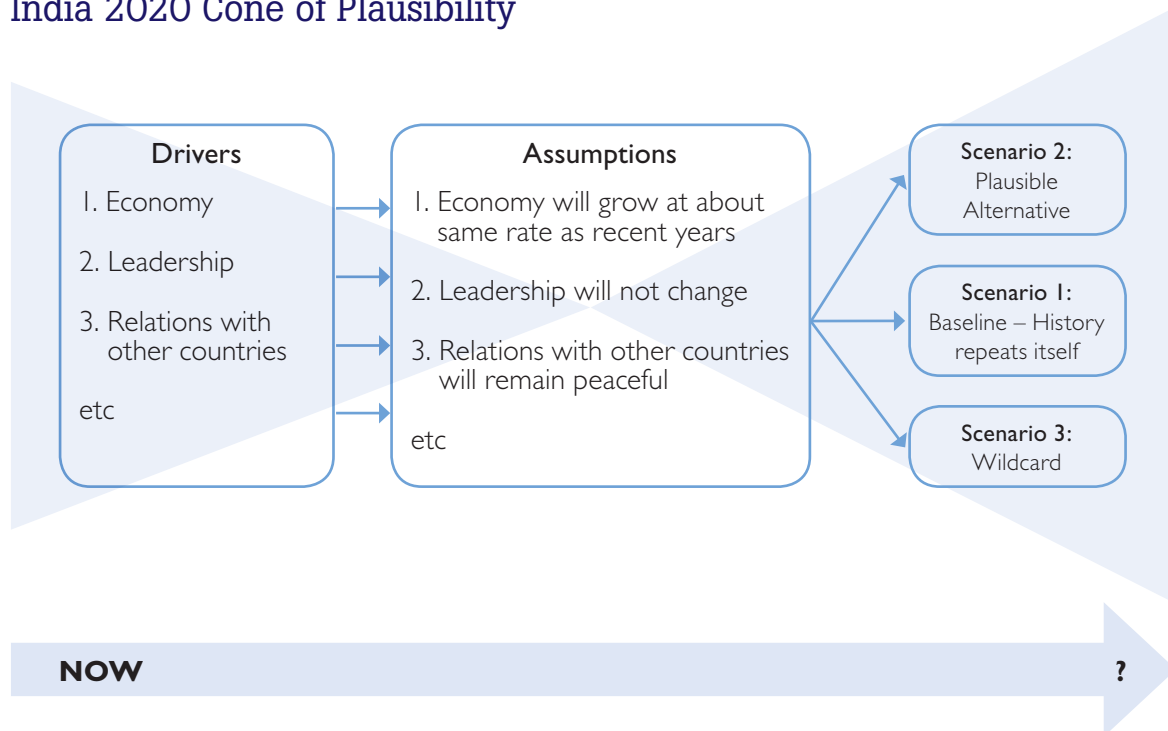 India 2020 Cone of Plausibility
Drivers
1. Economy
2. Leadership
3. Relations with
other countries
etc
Assumptions
1. Economy will grow at about
same rate as recent years
2. Leadership will not change
3. Relations with other countries
will remain peaceful
etc
Scenario 2:
Plausible
Alternative
Scenario 1:
Baseline – History
repeats itself
Scenario 3:
Wildcard
NOW
?